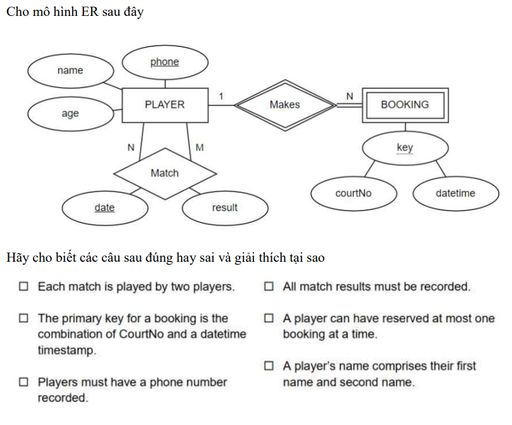 Cho mô hình ER sau đây
phone
name
1
N
PLAYER
Makes
BOOKING
age
N
M
key
Match
courtNo
datetime
date
result
Hãy cho biết các câu sau đúng hay sai và giải thích tại sao
Each match is played by two players.
The primary key for a booking is the
combination of CourtNo and a datetime
timestamp.
Players must have a phone number
recorded.
All match results must be recorded.
A player can have reserved at most one
booking at a time.
A player's name comprises their first
name and second name.